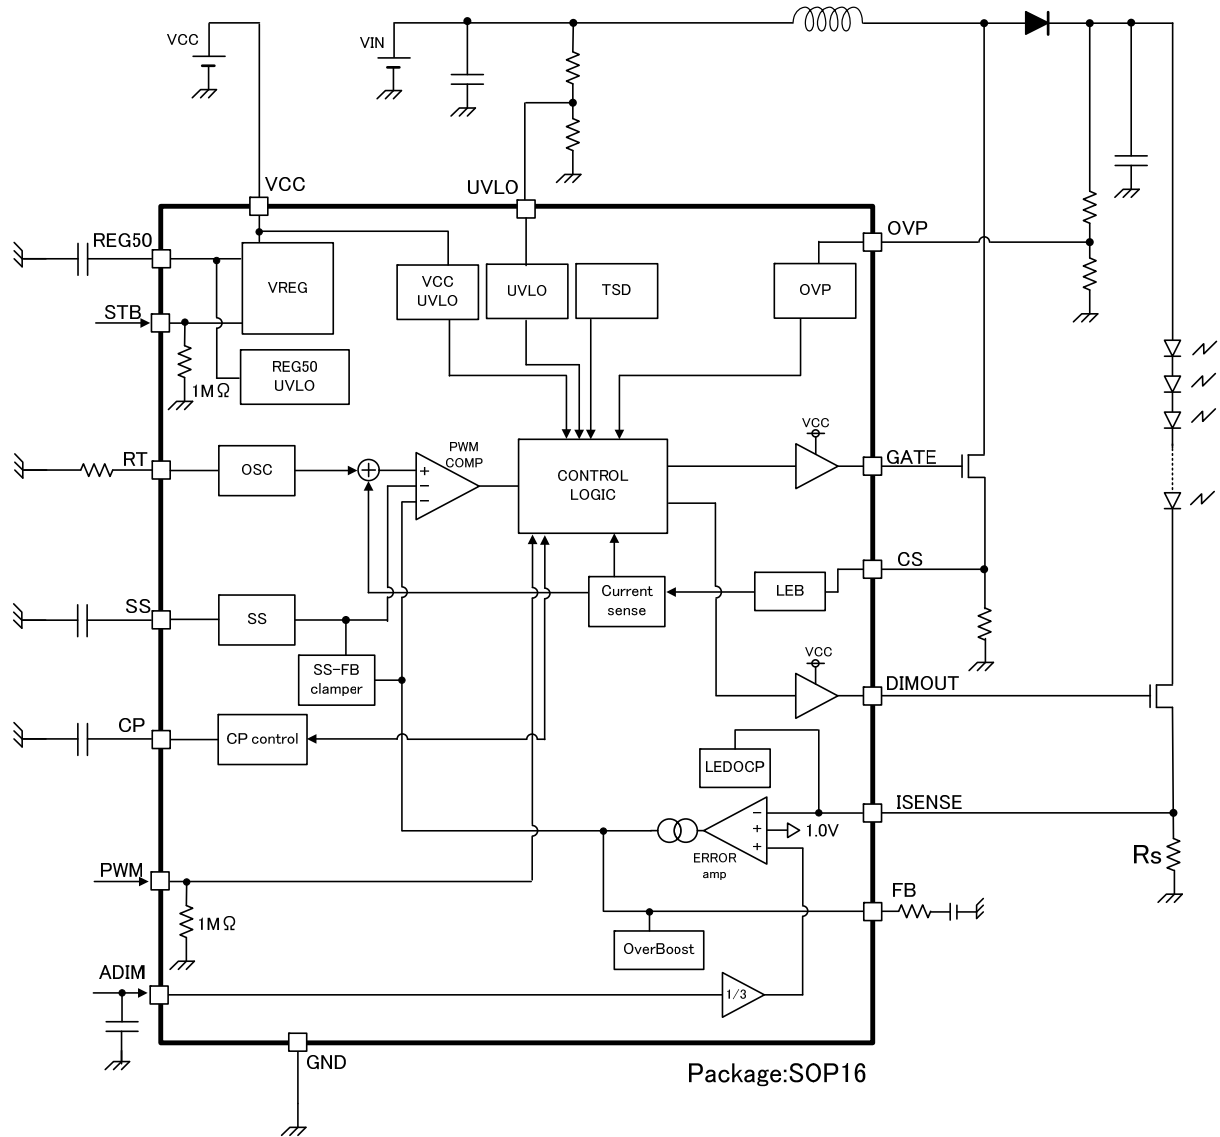 VCC
VIN
VCC
UVLO
REG50
OVP
VREG
VCC
UVLO
UVLO
TSD
OVP
STB
REG50
UVLO
1MΩ
RT
OSC
PWM
COMP
CONTROL
LOGIC
VCC
GATE
CS
LEB
Current
sense
SS
SS
SS-FB
clamper
VCC
DIMOUT
CP
CP control
LEDOCP
ISENSE
1.0V
ERROR
amp
Rs
PWM
FB
1MΩ
OverBoost
ADIM
1/3
GND
Package:SOP16